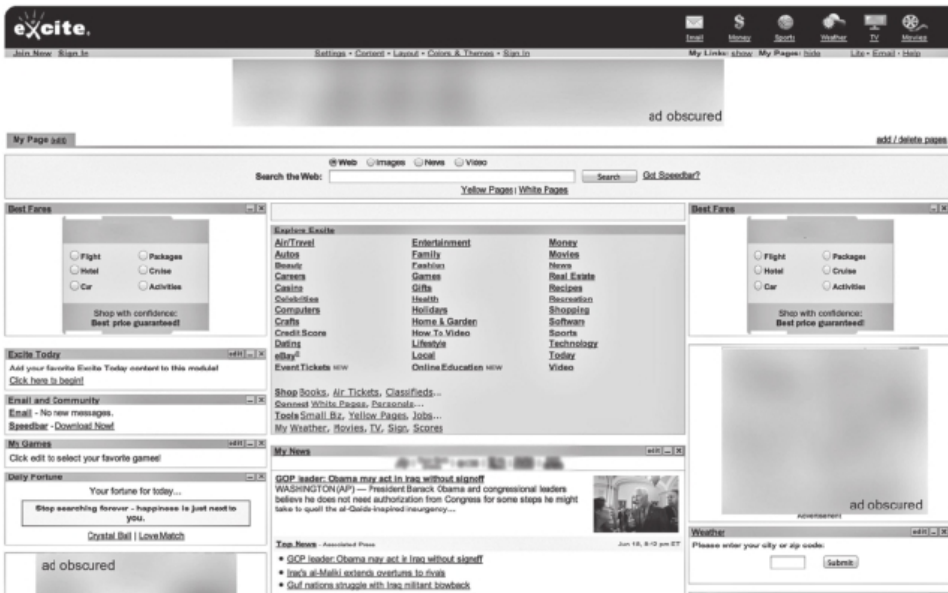 excite.
Email Money Sports Weather TV Movies
Join Now Sign In
Settings • Content • Layout • Colors & Themes • Sign In
My Links: show My Pages: hide
Lite • Email • Help
ad obscured
My Page edit
add / delete pages
Web Images News Video
Search the Web:
Search
Got Speedbar?
Yellow Pages | White Pages
Best Fares
Flight Packages
Hotel Cruise
Car Activities
Shop with confidence:
Best price guaranteed!
Excite Today edit
Add your favorite Excite Today content to this module!
Click here to begin!
Email and Community
Email - No new messages.
Speedbar - Download Now!
My Games edit
Click edit to select your favorite games!
Daily Fortune
Your fortune for today...
Stop searching forever - happiness is just next to
you.
Crystal Ball | Love Match
ad obscured
Explore Excite
Air/Travel Entertainment Money
Autos Family Movies
Beauty Fashion News
Careers Games Real Estate
Casino Gifts Recipes
Celebrities Health Recreation
Computers Holidays Shopping
Crafts Home & Garden Software
Credit Score How To Video Sports
Dating Lifestyle Technology
eBay® Local Today
Event Tickets NEW Online Education NEW Video
Shop Books, Air Tickets, Classifieds...
Connect White Pages, Personals...
Tools Small Biz, Yellow Pages, Jobs...
My Weather, Movies, TV, Sign, Scores
My News edit
GOP leader: Obama may act in Iraq without signoff
WASHINGTON (AP) — President Barack Obama and congressional leaders
believe he does not need authorization from Congress for some steps he might
take to quell the al-Qaida-inspired insurgency...
Top News - Associated Press
ET
GOP leader: Obama may act in Iraq without signoff
Iraq's al-Maliki extends overtures to rivals
Gulf nations struggle with Iraq militant blowback
Best Fares
Flight Packages
Hotel Cruise
Car Activities
Shop with confidence:
Best price guaranteed!
ad obscured
Advertisement
Weather edit
Please enter your city or zip code:
Submit